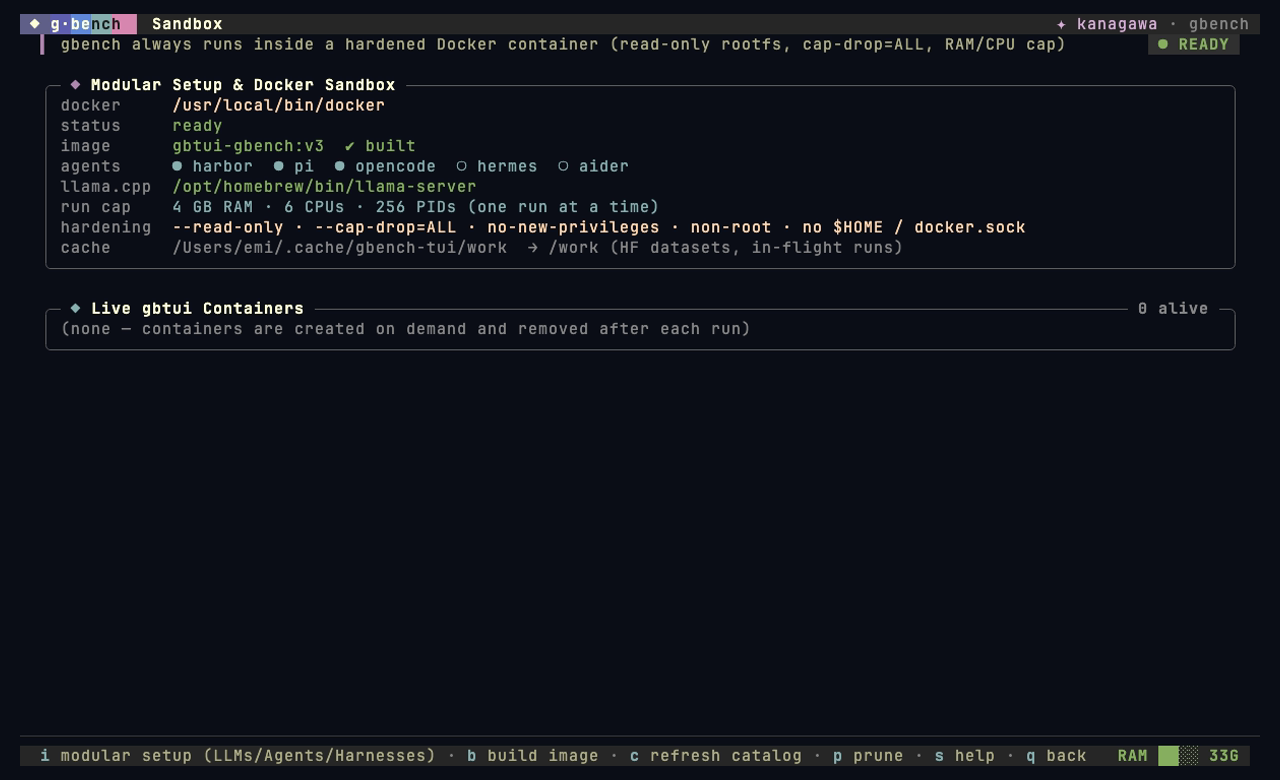 ◆ g·bench Sandbox ✦ kanagawa · gbench
gbench always runs inside a hardened Docker container (read-only rootfs, cap-drop=ALL, RAM/CPU cap) ● READY
◆ Modular Setup & Docker Sandbox
docker /usr/local/bin/docker
status ready
image gbtui-gbench:v3 ✔ built
agents ● harbor ● pi ● opencode ○ hermes ○ aider
llama.cpp /opt/homebrew/bin/llama-server
run cap 4 GB RAM · 6 CPUs · 256 PIDs (one run at a time)
hardening --read-only · --cap-drop=ALL · no-new-privileges · non-root · no $HOME / docker.sock
cache /Users/emi/.cache/gbench-tui/work → /work (HF datasets, in-flight runs)
◆ Live gbtui Containers 0 alive
(none — containers are created on demand and removed after each run)
i modular setup (LLMs/Agents/Harnesses) · b build image · c refresh catalog · p prune · s help · q back RAM 33G